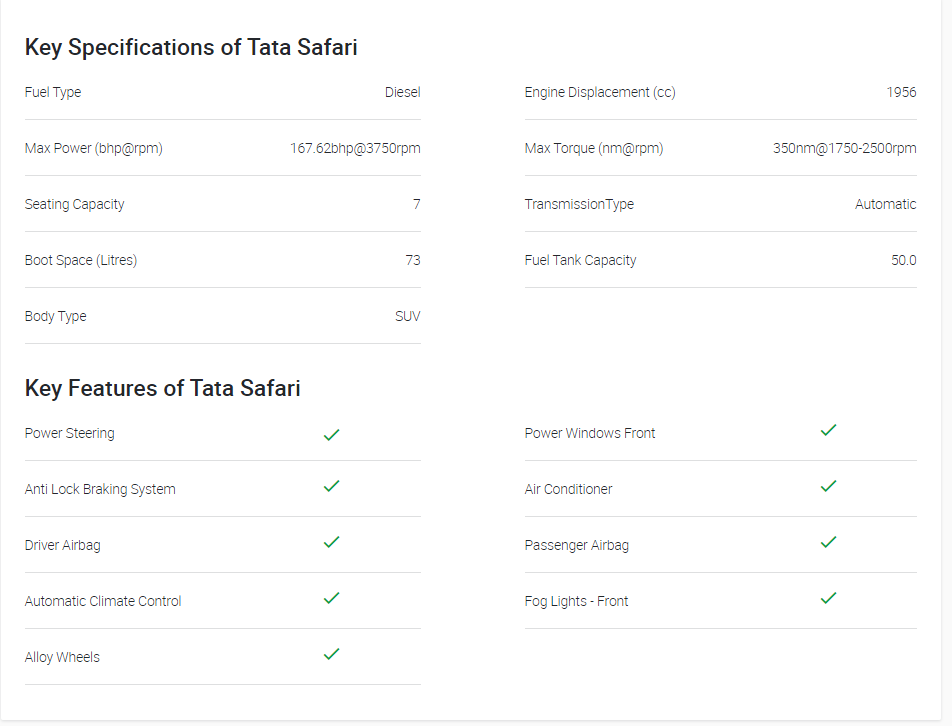 Key Specifications of Tata Safari
Fuel Type Diesel Engine Displacement (cc) 1956
Max Power (bhp@rpm) 167.62bhp@3750rpm Max Torque (nm@rpm) 350nm@1750-2500rpm
Seating Capacity 7 TransmissionType Automatic
Boot Space (Litres) 73 Fuel Tank Capacity 50.0
Body Type SUV
Key Features of Tata Safari
Power Steering Power Windows Front
Anti Lock Braking System Air Conditioner
Driver Airbag Passenger Airbag
Automatic Climate Control Fog Lights - Front
Alloy Wheels